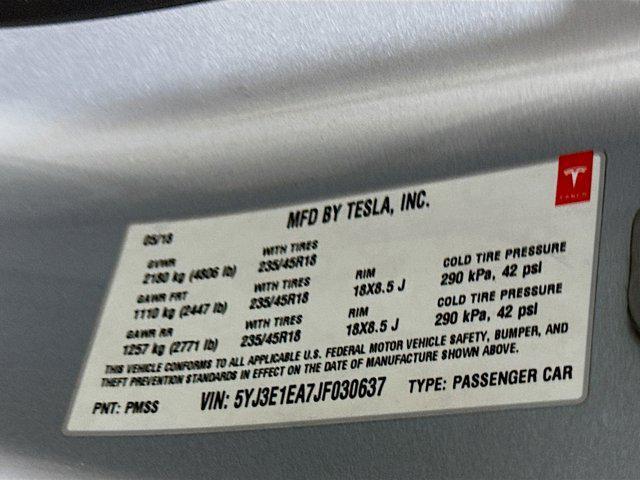 TESLA
MFD BY TESLA, INC.
05/18
GVWR WITH TIRES COLD TIRE PRESSURE
2180 kg (4806 lb) 235/45R18 RIM 290 kPa, 42 psi
GAWR FRT WITH TIRES 18X8.5 J COLD TIRE PRESSURE
1110 kg (2447 lb) 235/45R18 RIM 290 kPa, 42 psi
GAWR RR WITH TIRES 18X8.5 J
1257 kg (2771 lb) 235/45R18
THIS VEHICLE CONFORMS TO ALL APPLICABLE U.S. FEDERAL MOTOR VEHICLE SAFETY, BUMPER, AND
THEFT PREVENTION STANDARDS IN EFFECT ON THE DATE OF MANUFACTURE SHOWN ABOVE.
PNT: PMSS VIN: 5YJ3E1EA7JF030637 TYPE: PASSENGER CAR